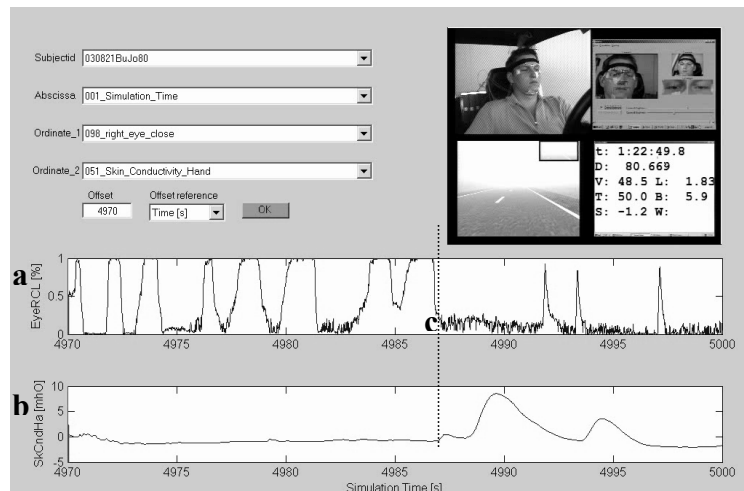 Subjectid 030821BuJo80
Abscissa 001_Simulation_Time
Ordinate_1 098_right_eye_close
Ordinate_2 051_Skin_Conductivity_Hand
Offset Offset reference
4970 Time [s] OK
t: 1:22:49.8
D: 80.669
V: 48.5 L: 1.83
T: 50.0 B: 5.9
S: -1.2 W:
a
EyeRCL [%]
1
0.5
0
c
4970 4975 4980 4985 4990 4995 5000
b
SkCndHa [mh0]
10
5
0
-5
4970 4975 4980 4985 4990 4995 5000
Simulation Time [s]